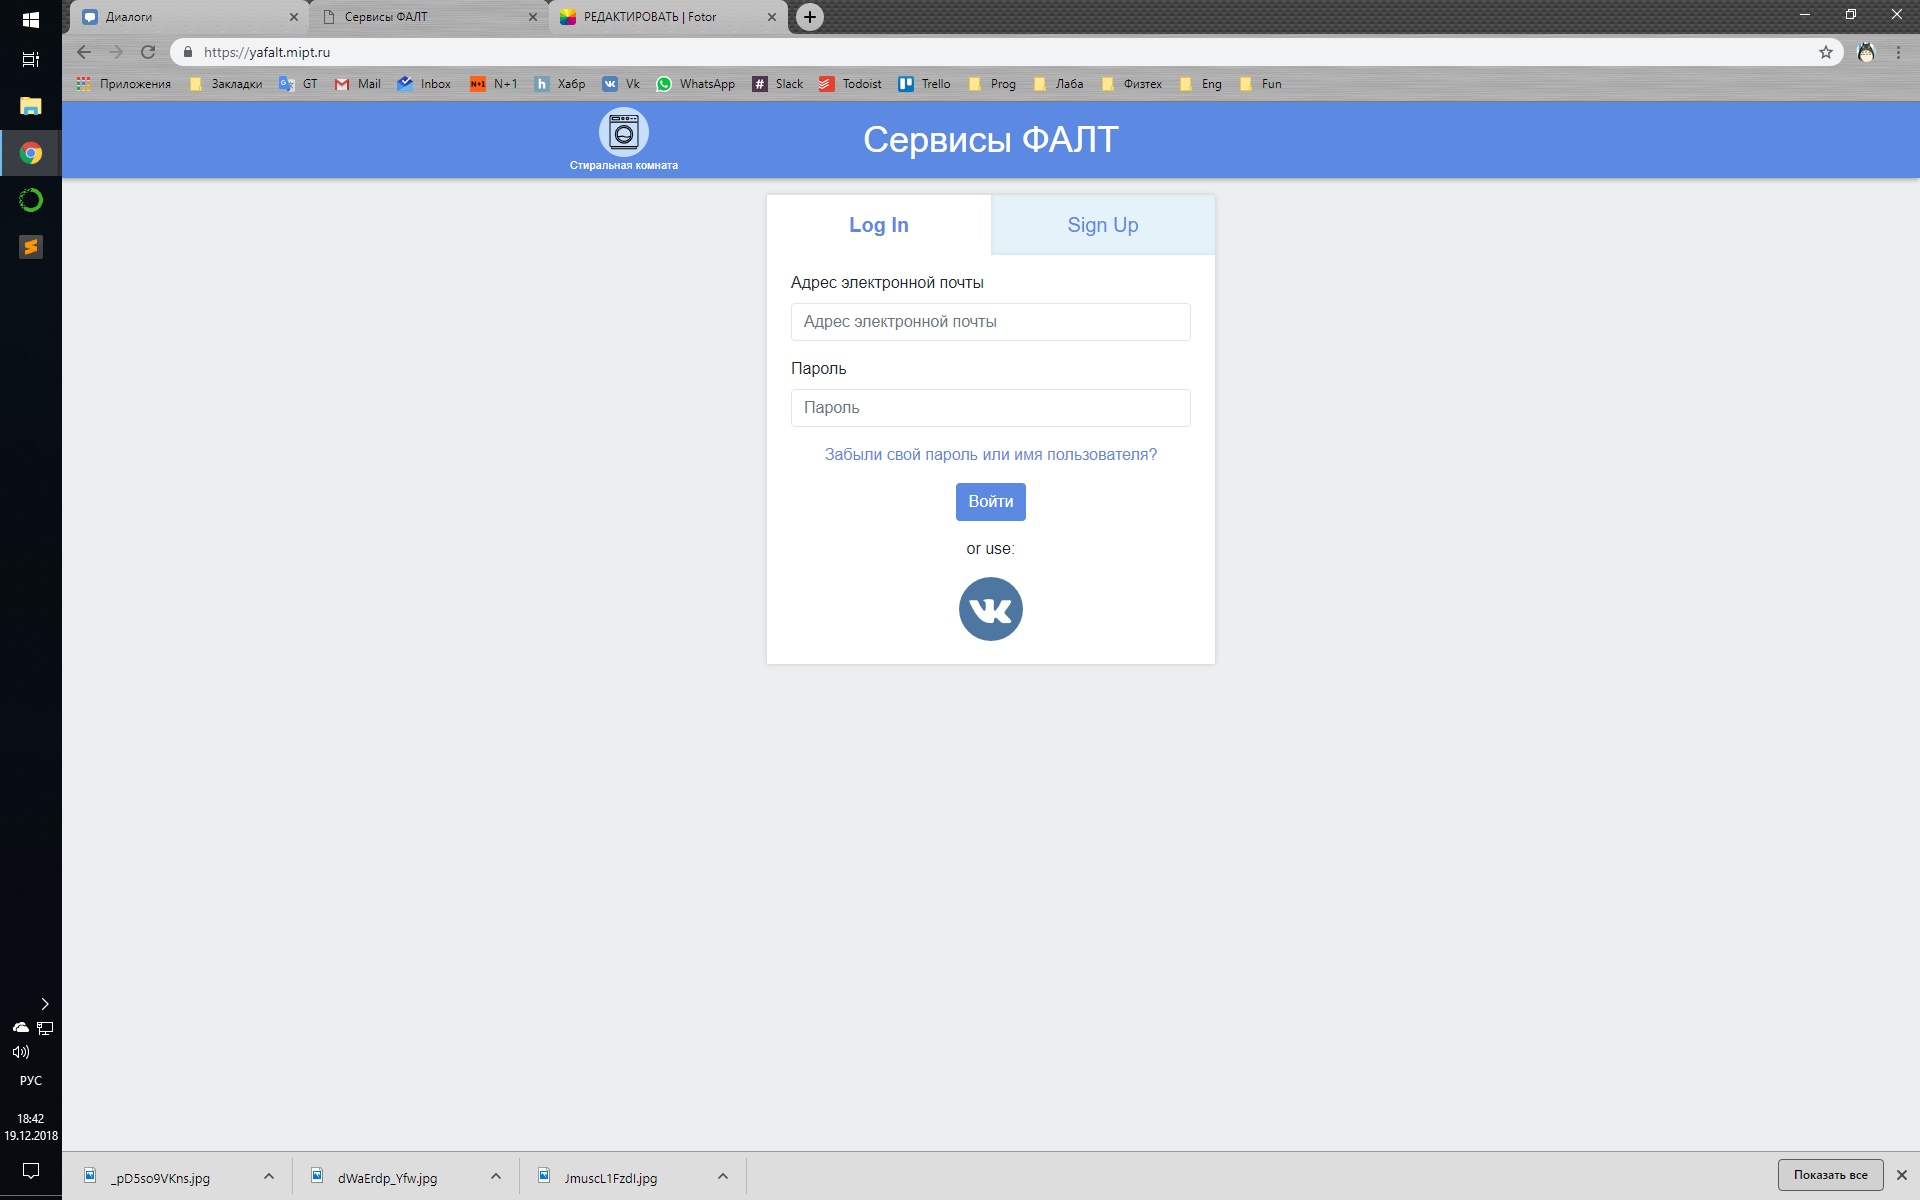 Диалоги
Сервисы ФАЛТ
РЕДАКТИРОВАТЬ | Fotor
https://yafalt.mipt.ru
Приложения Закладки GT Mail Inbox N+1 Хабр Vk WhatsApp Slack Todoist Trello Prog Лаба Физтех Eng Fun
Стиральная комната
Сервисы ФАЛТ
Log In
Sign Up
Адрес электронной почты
Адрес электронной почты
Пароль
Пароль
Забыли свой пароль или имя пользователя?
Войти
or use:
РУС
18:42
19.12.2018
_pD5so9VKns.jpg
dWaErdp_Yfw.jpg
JmuscL1FzdI.jpg
Показать все